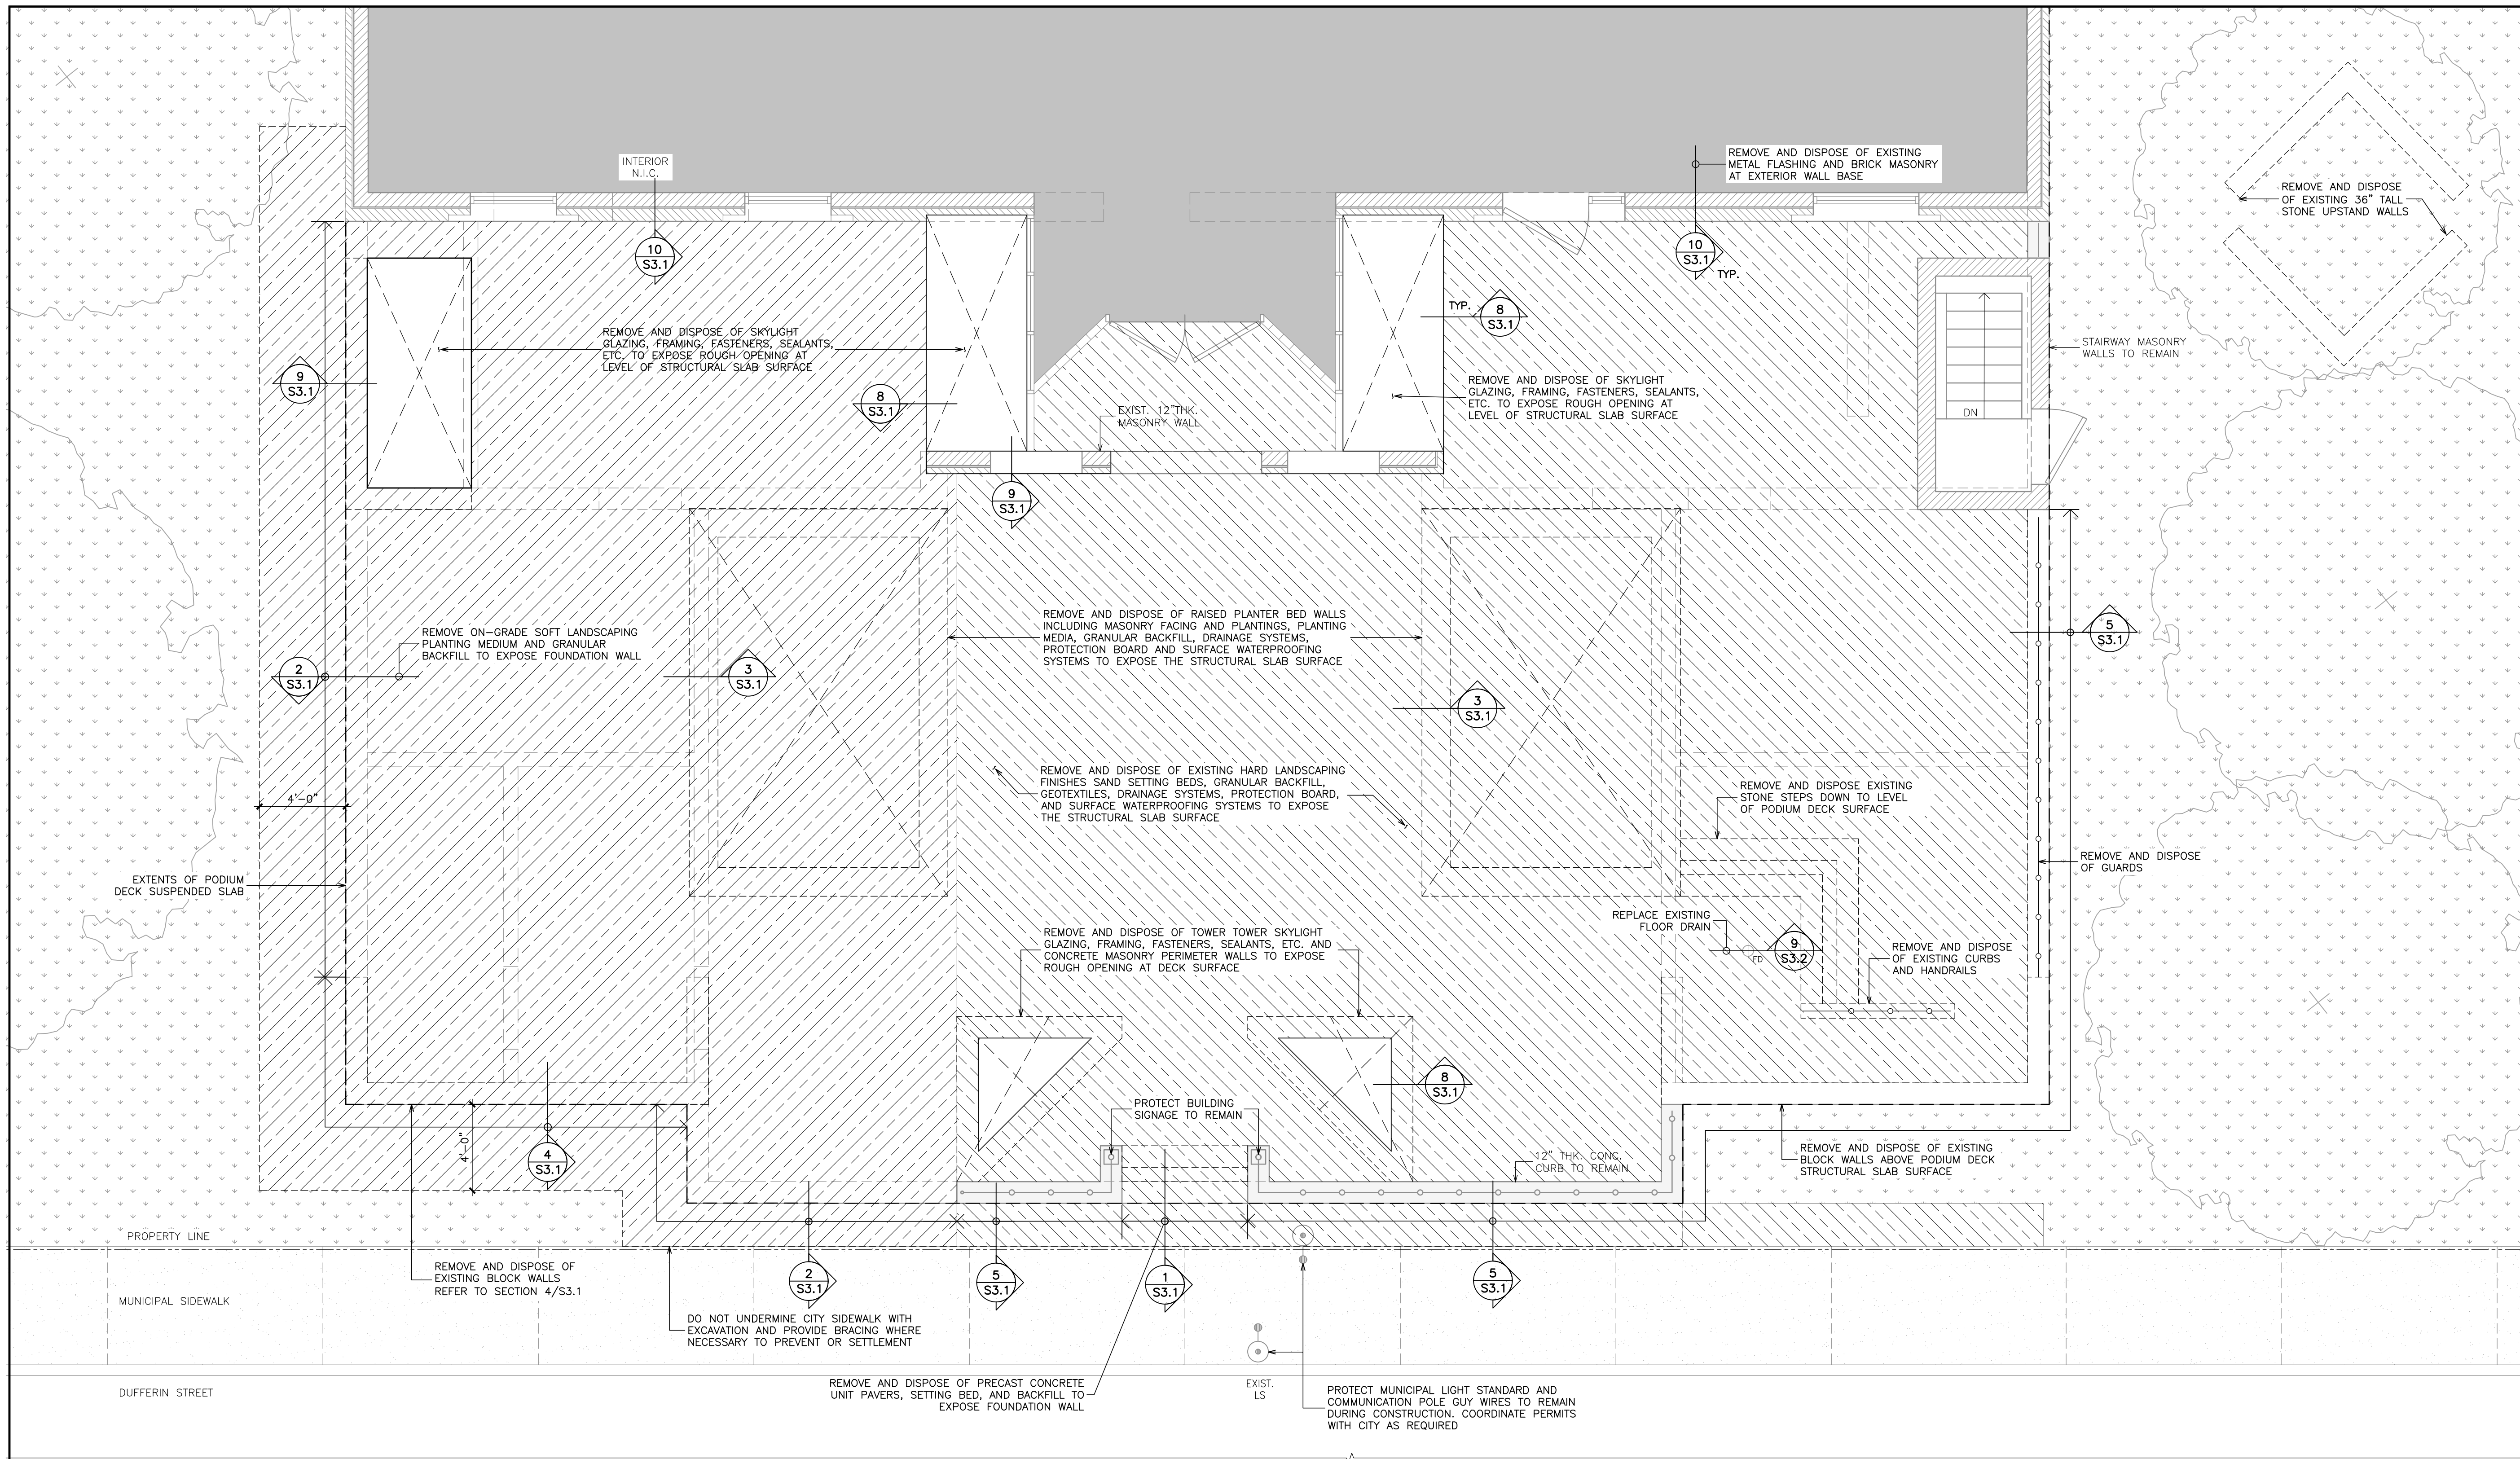 INTERIOR
N.I.C.
REMOVE AND DISPOSE OF EXISTING
METAL FLASHING AND BRICK MASONRY
AT EXTERIOR WALL BASE
REMOVE AND DISPOSE
OF EXISTING 36" TALL
STONE UPSTAND WALLS
10
S3.1
10
S3.1
TYP.
TYP.
8
S3.1
REMOVE AND DISPOSE OF SKYLIGHT
GLAZING, FRAMING, FASTENERS, SEALANTS,
ETC. TO EXPOSE ROUGH OPENING AT
LEVEL OF STRUCTURAL SLAB SURFACE
STAIRWAY MASONRY
WALLS TO REMAIN
9
S3.1
8
S3.1
REMOVE AND DISPOSE OF SKYLIGHT
GLAZING, FRAMING, FASTENERS, SEALANTS,
ETC. TO EXPOSE ROUGH OPENING AT
LEVEL OF STRUCTURAL SLAB SURFACE
EXIST. 12"THK.
MASONRY WALL
DN
9
S3.1
REMOVE ON-GRADE SOFT LANDSCAPING
PLANTING MEDIUM AND GRANULAR
BACKFILL TO EXPOSE FOUNDATION WALL
REMOVE AND DISPOSE OF RAISED PLANTER BED WALLS
INCLUDING MASONRY FACING AND PLANTINGS, PLANTING
MEDIA, GRANULAR BACKFILL, DRAINAGE SYSTEMS,
PROTECTION BOARD AND SURFACE WATERPROOFING
SYSTEMS TO EXPOSE THE STRUCTURAL SLAB SURFACE
5
S3.1
2
S3.1
3
S3.1
3
S3.1
4'-0"
REMOVE AND DISPOSE OF EXISTING HARD LANDSCAPING
FINISHES SAND SETTING BEDS, GRANULAR BACKFILL,
GEOTEXTILES, DRAINAGE SYSTEMS, PROTECTION BOARD,
AND SURFACE WATERPROOFING SYSTEMS TO EXPOSE
THE STRUCTURAL SLAB SURFACE
REMOVE AND DISPOSE EXISTING
STONE STEPS DOWN TO LEVEL
OF PODIUM DECK SURFACE
EXTENTS OF PODIUM
DECK SUSPENDED SLAB
REMOVE AND DISPOSE
OF GUARDS
REMOVE AND DISPOSE OF TOWER TOWER SKYLIGHT
GLAZING, FRAMING, FASTENERS, SEALANTS, ETC. AND
CONCRETE MASONRY PERIMETER WALLS TO EXPOSE
ROUGH OPENING AT DECK SURFACE
REPLACE EXISTING
FLOOR DRAIN
FD
9
S3.2
REMOVE AND DISPOSE
OF EXISTING CURBS
AND HANDRAILS
8
S3.1
PROTECT BUILDING
SIGNAGE TO REMAIN
4'-0"
4
S3.1
12" THK. CONC.
CURB TO REMAIN
REMOVE AND DISPOSE OF EXISTING
BLOCK WALLS ABOVE PODIUM DECK
STRUCTURAL SLAB SURFACE
PROPERTY LINE
REMOVE AND DISPOSE OF
EXISTING BLOCK WALLS
REFER TO SECTION 4/S3.1
2
S3.1
5
S3.1
1
S3.1
5
S3.1
MUNICIPAL SIDEWALK
DO NOT UNDERMINE CITY SIDEWALK WITH
EXCAVATION AND PROVIDE BRACING WHERE
NECESSARY TO PREVENT OR SETTLEMENT
DUFFERIN STREET
REMOVE AND DISPOSE OF PRECAST CONCRETE
UNIT PAVERS, SETTING BED, AND BACKFILL TO
EXPOSE FOUNDATION WALL
EXIST.
LS
PROTECT MUNICIPAL LIGHT STANDARD AND
COMMUNICATION POLE GUY WIRES TO REMAIN
DURING CONSTRUCTION. COORDINATE PERMITS
WITH CITY AS REQUIRED